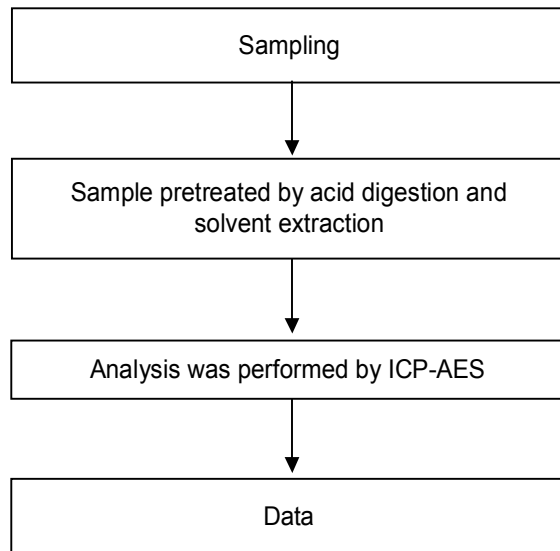 Sampling
Sample pretreated by acid digestion and
solvent extraction
Analysis was performed by ICP-AES
Data